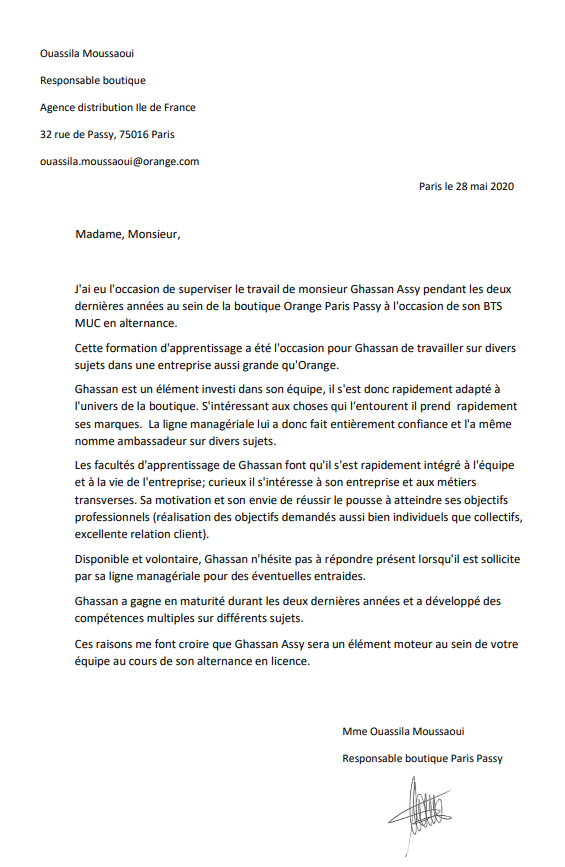 Ouassila Moussaoui
Responsable boutique
Agence distribution Ile de France
32 rue de Passy, 75016 Paris
ouassila.moussaoui@orange.com
Paris le 28 mai 2020
Madame, Monsieur,
J'ai eu l'occasion de superviser le travail de monsieur Ghassan Assy pendant les deux
dernières années au sein de la boutique Orange Paris Passy à l'occasion de son BTS
MUC en alternance.
Cette formation d'apprentissage a été l'occasion pour Ghassan de travailler sur divers
sujets dans une entreprise aussi grande qu'Orange.
Ghassan est un élément investi dans son équipe, il s'est donc rapidement adapté à
l'univers de la boutique. S'intéressant aux choses qui l'entourent il prend  rapidement
ses marques.  La ligne managériale lui a donc fait entièrement confiance et l'a même
nomme ambassadeur sur divers sujets.
Les facultés d'apprentissage de Ghassan font qu'il s'est rapidement intégré à l'équipe
et à la vie de l'entreprise; curieux il s'intéresse à son entreprise et aux métiers
transverses. Sa motivation et son envie de réussir le pousse à atteindre ses objectifs
professionnels (réalisation des objectifs demandés aussi bien individuels que collectifs,
excellente relation client).
Disponible et volontaire, Ghassan n'hésite pas à répondre présent lorsqu'il est sollicite
par sa ligne managériale pour des éventuelles entraides.
Ghassan a gagne en maturité durant les deux dernières années et a développé des
compétences multiples sur différents sujets.
Ces raisons me font croire que Ghassan Assy sera un élément moteur au sein de votre
équipe au cours de son alternance en licence.
Mme Ouassila Moussaoui
Responsable boutique Paris Passy